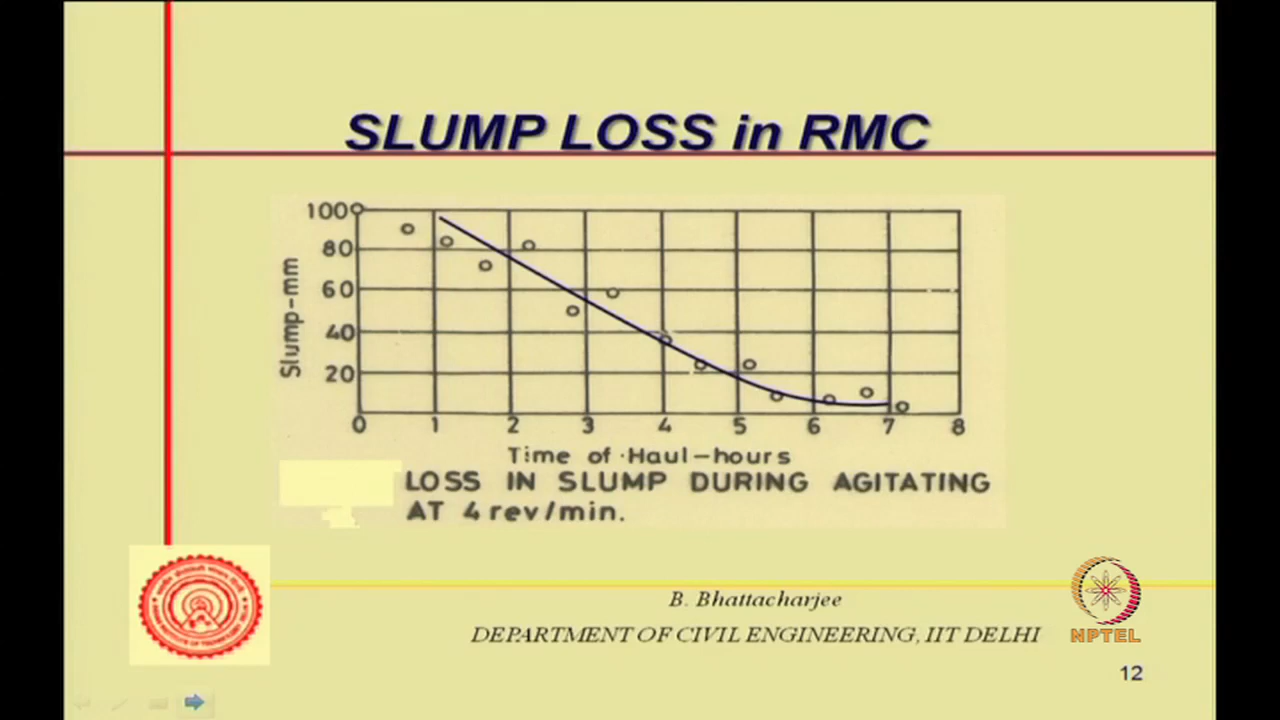 SLUMP LOSS in RMC
100
80
60
40
20
Slump-mm
0 1 2 3 4 5 6 7 8
Time of Haul-hours
LOSS IN SLUMP DURING AGITATING
AT 4 rev/min.
B. Bhattacharjee
DEPARTMENT OF CIVIL ENGINEERING, IIT DELHI
NPTEL
12